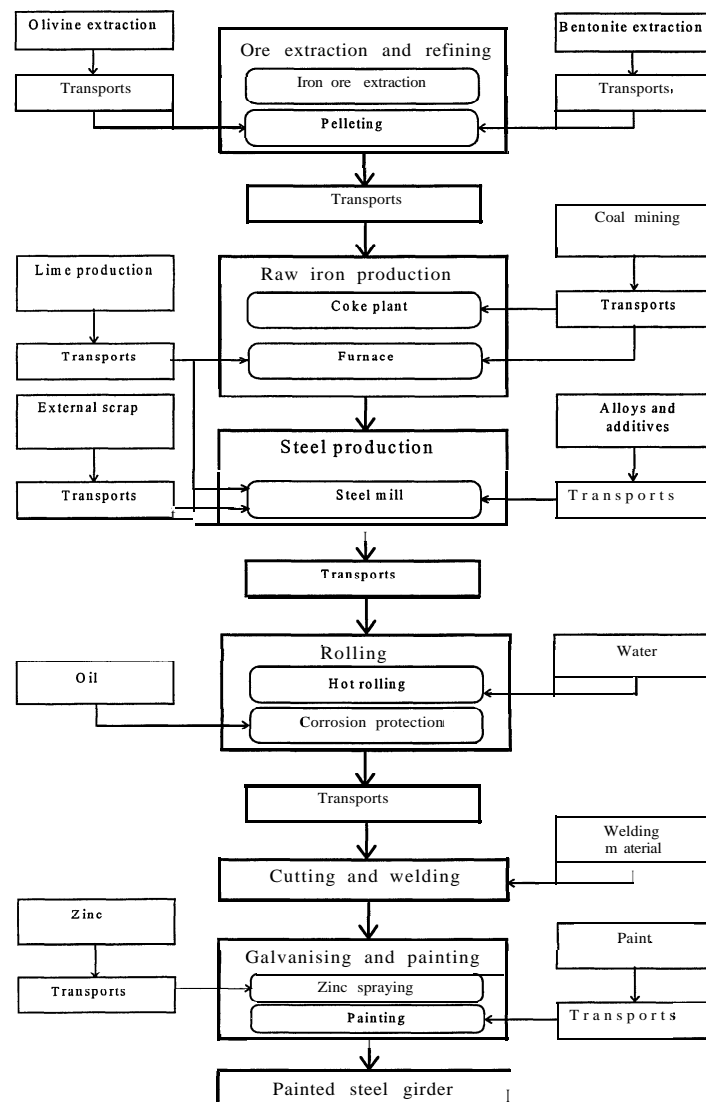 Olivine extraction
Transports
Ore extraction and refining
Iron ore extraction
Pelleting
Bentonite extraction
Transports
Transports
Coal mining
Transports
Lime production
Transports
Raw iron production
Coke plant
Furnace
External scrap
Transports
Steel production
Steel mill
Alloys and
additives
Transports
Transports
Rolling
Hot rolling
Corrosion protection
Water
Oil
Transports
Welding
material
Cutting and welding
Zinc
Transports
Galvanising and painting
Zinc spraying
Painting
Paint
Transports
Painted steel girder